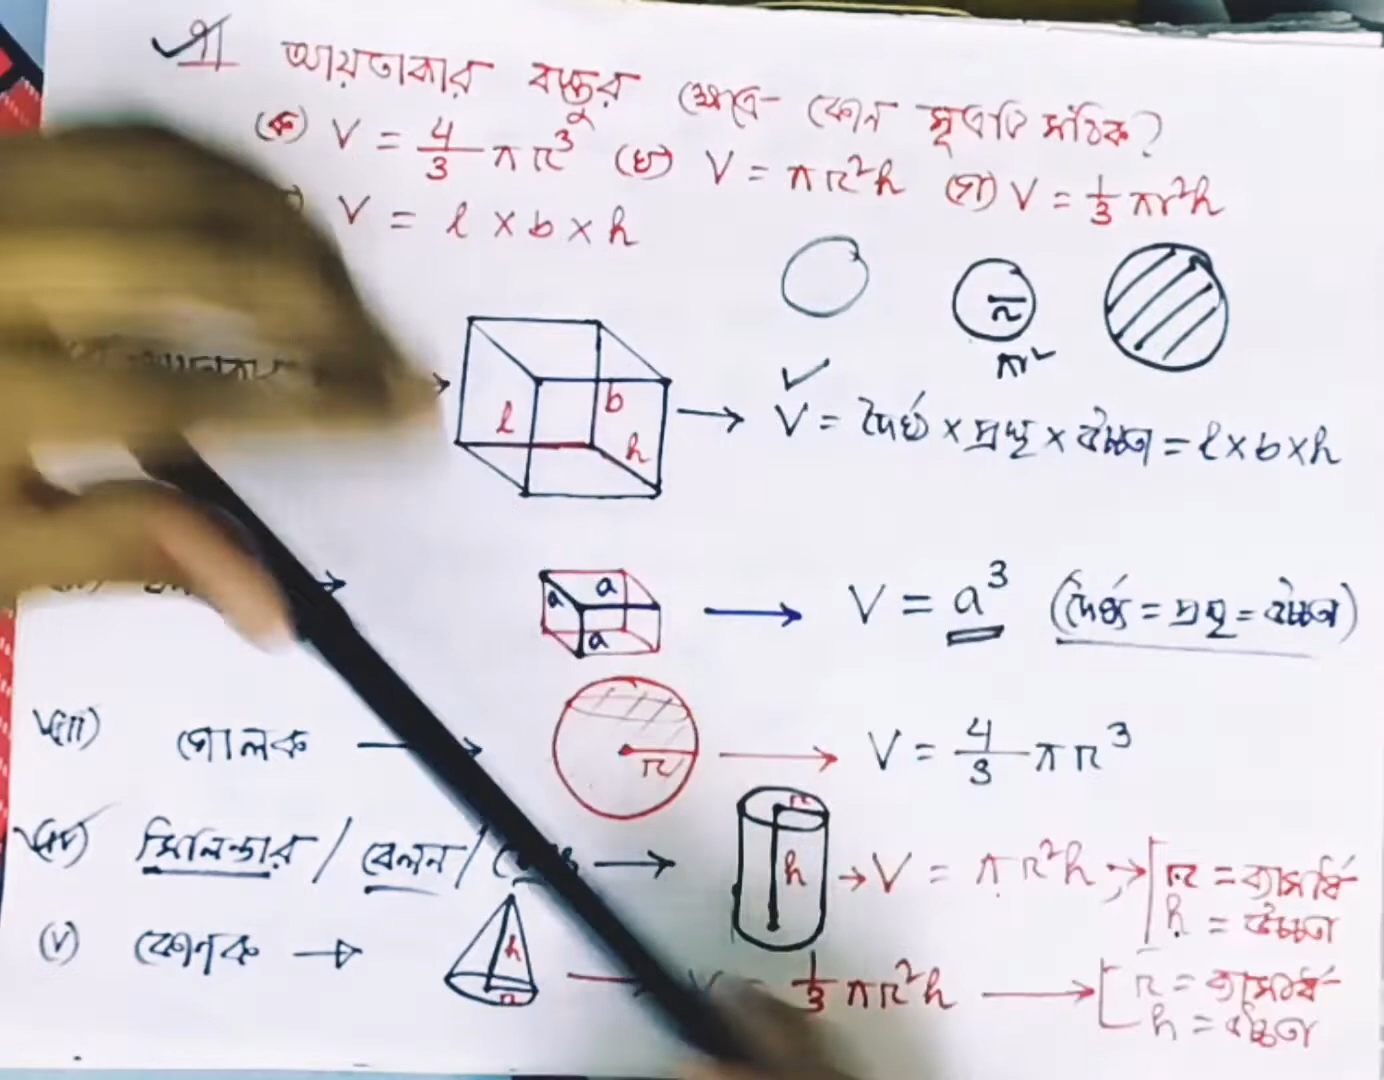 প্র। আয়তাকার বস্তুর ক্ষেত্রে- কোন সূত্রটি সঠিক?
(ক) V = 4/3 πr³ (খ) V = πr²h (গ) V = 1/3 πr²h
V = l × b × h
r
πr²
l b h V = দৈর্ঘ্য × প্রস্থ × উচ্চতা = l×b×h
a a a V = a³ (দৈর্ঘ্য = প্রস্থ = উচ্চতা)
(iii) গোলক r V = 4/3 πr³
(iv) সিলিন্ডার / বেলন / r h V = πr²h r = ব্যাসার্ধ
h = উচ্চতা
(v) কোণক h r 1/3 πr²h r = ব্যাসার্ধ
h = উচ্চতা